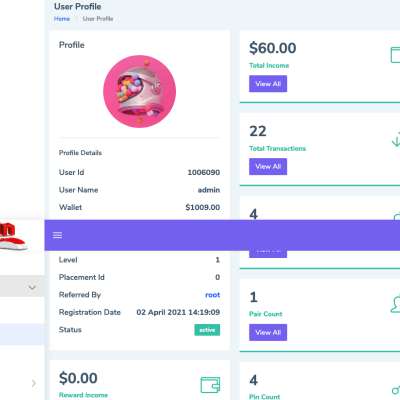 User Profile
Home
User Profile
Profile
Profile Details
User Id 1006090
User Name admin
Wallet $1009.00
Level 1
Placement Id 0
Referred By root
Registration Date 02 April 2021 14:19:09
Status active
$0.00
Reward Income
$60.00
Total Income
View All
22
Total Transactions
View All
4
1
Pair Count
View All
4
Pin Count